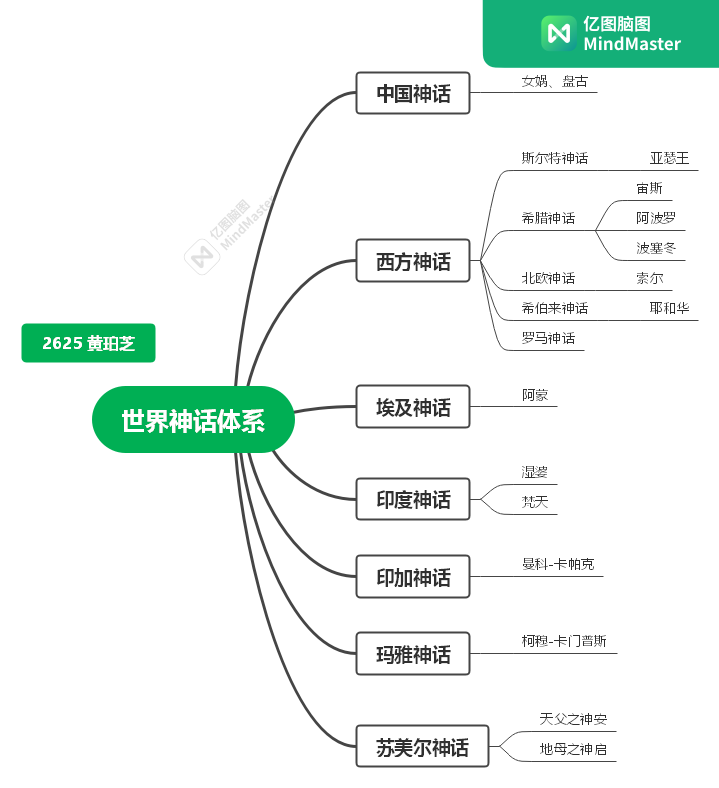 亿图脑图
MindMaster
中国神话
女娲、盘古
西方神话
斯尔特神话
亚瑟王
希腊神话
宙斯
阿波罗
波塞冬
北欧神话
索尔
希伯来神话
耶和华
罗马神话
亿图脑图
MindMaster
2625 黄珀芝
世界神话体系
埃及神话
阿蒙
印度神话
湿婆
梵天
印加神话
曼科-卡帕克
玛雅神话
柯穆-卡门普斯
苏美尔神话
天父之神安
地母之神启